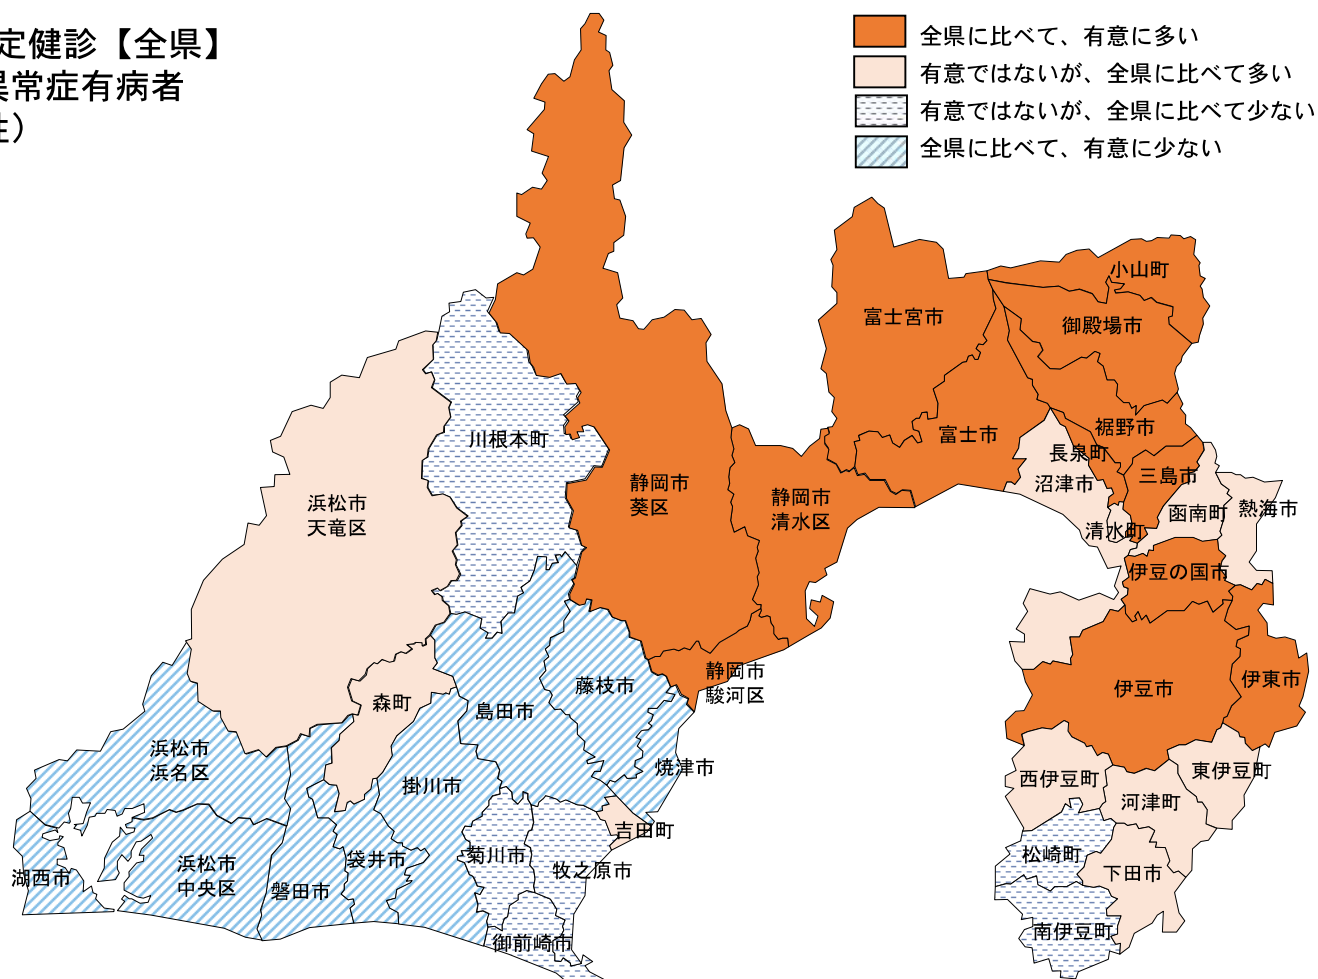 定健診【全県】
常症有病者
性）
全県に比べて、有意に多い
有意ではないが、全県に比べて多い
有意ではないが、全県に比べて少ない
全県に比べて、有意に少ない
小山町
富士宮市
御殿場市
裾野市
富士市
長泉町
三島市
沼津市
函南町
熱海市
清水町
伊豆の国市
川根本町
静岡市
葵区
静岡市
清水区
浜松市
天竜区
静岡市
駿河区
藤枝市
森町
島田市
伊豆市
伊東市
浜松市
浜名区
掛川市
焼津市
西伊豆町
東伊豆町
河津町
吉田町
菊川市
牧之原市
袋井市
湖西市
浜松市
中央区
磐田市
松崎町
下田市
御前崎市
南伊豆町